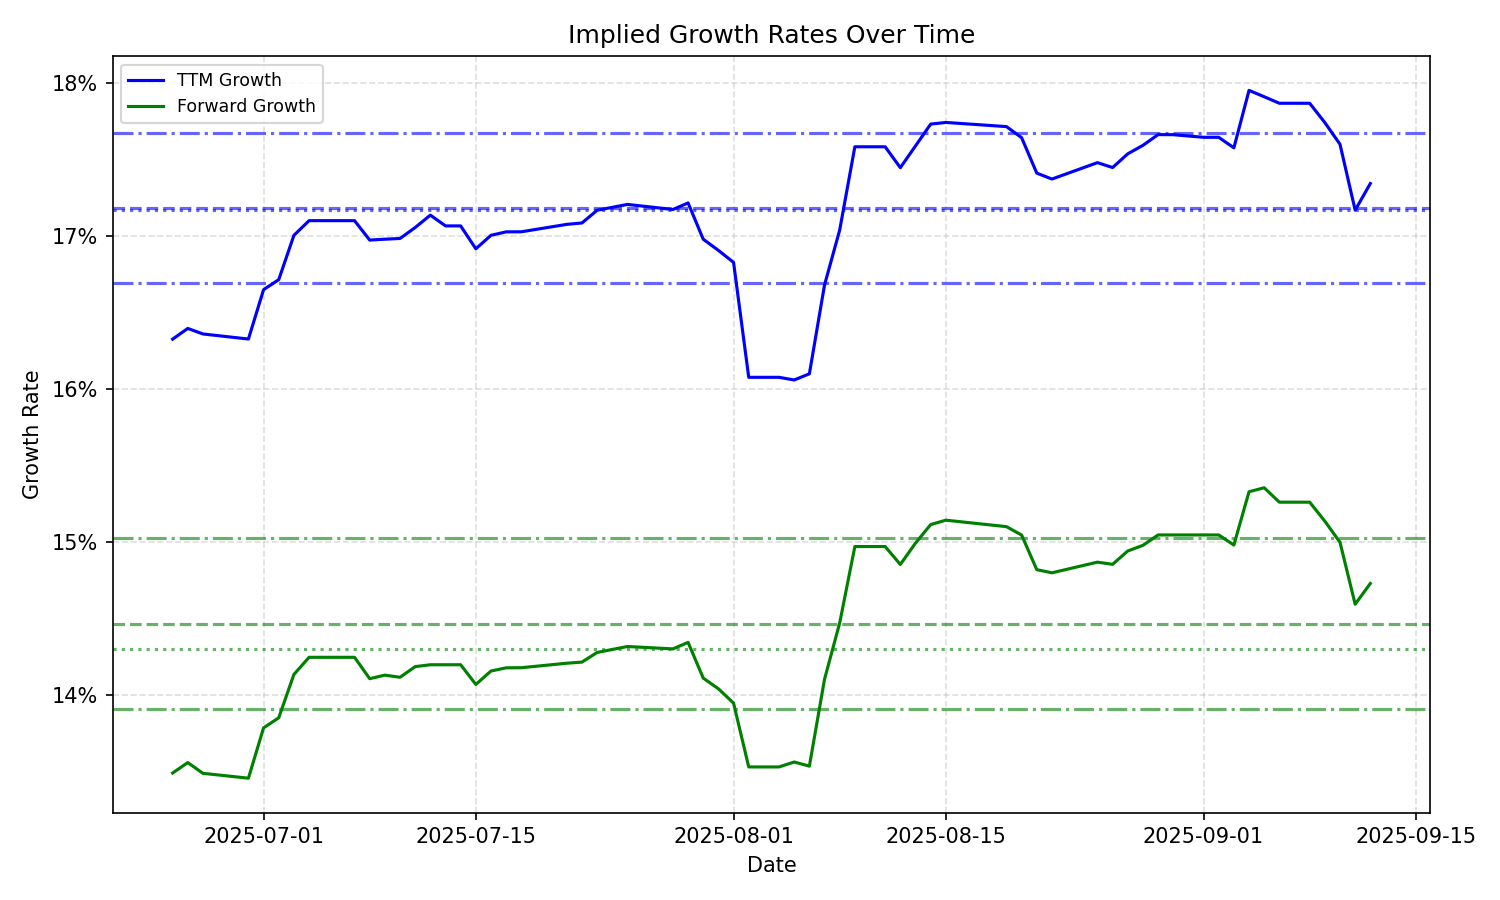 Implied Growth Rates Over Time
TTM Growth
Forward Growth
18%
17%
16%
15%
14%
Growth Rate
2025-07-01
2025-07-15
2025-08-01
2025-08-15
2025-09-01
2025-09-15
Date